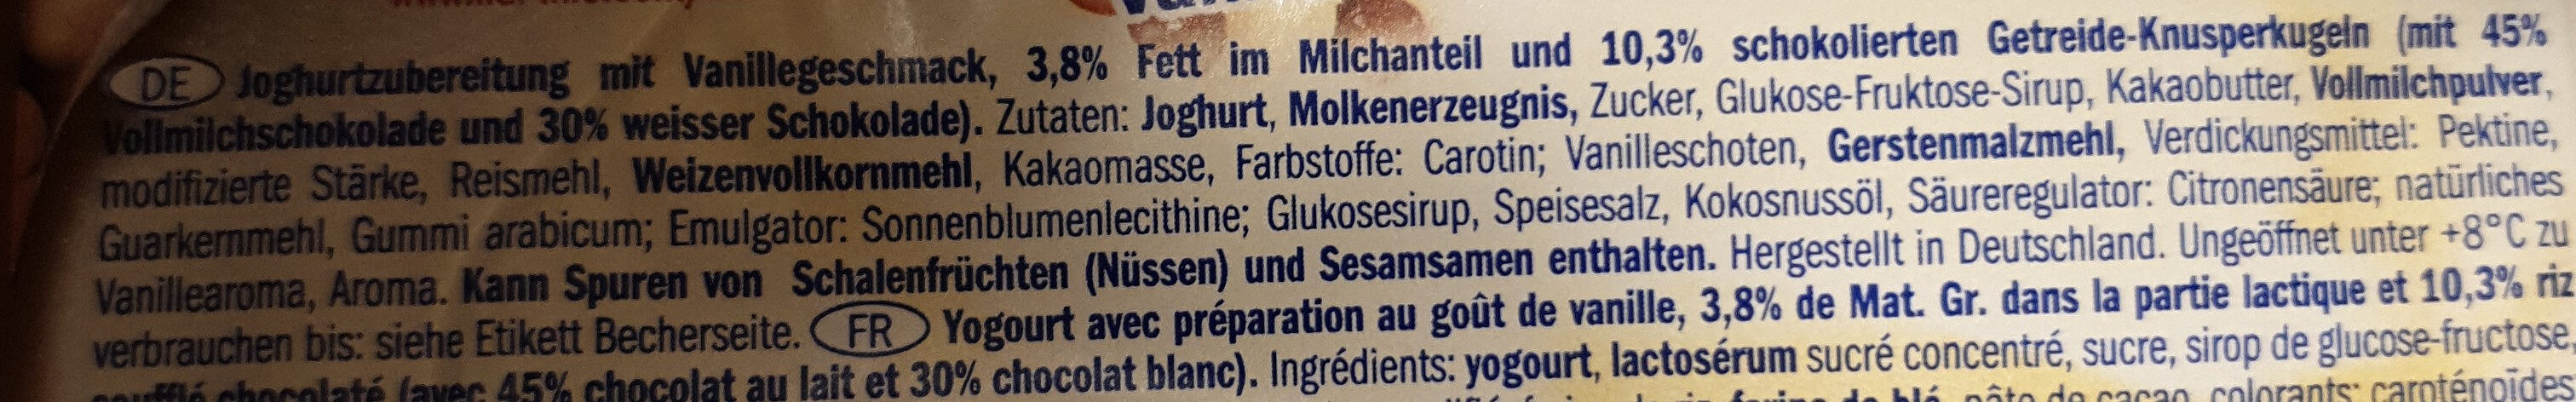 DE Joghurtzubereitung mit Vanillegeschmack, 3,8% Fett im Milchanteil und 10,3% schokolierten Getreide-Knusperkugeln (mit 45%
Vollmilchschokolade und 30% weisser Schokolade). Zutaten: Joghurt, Molkenerzeugnis, Zucker, Glukose-Fruktose-Sirup, Kakaobutter, Vollmilchpulver,
modifizierte Stärke, Reismehl, Weizenvollkornmehl, Kakaomasse, Farbstoffe: Carotin; Vanilleschoten, Gerstenmalzmehl, Verdickungsmittel: Pektine,
Guarkernmehl, Gummi arabicum; Emulgator: Sonnenblumenlecithine; Glukosesirup, Speisesalz, Kokosnussöl, Säureregulator: Citronensäure; natürliches
Vanillearoma, Aroma. Kann Spuren von Schalenfrüchten (Nüssen) und Sesamsamen enthalten. Hergestellt in Deutschland. Ungeöffnet unter +8°C zu
verbrauchen bis: siehe Etikett Becherseite. FR Yogourt avec préparation au goût de vanille, 3,8% de Mat. Gr. dans la partie lactique et 10,3% riz
soufflé chocolaté (avec 45% chocolat au lait et 30% chocolat blanc). Ingrédients: yogourt, lactosérum sucré concentré, sucre, sirop de glucose-fructose,
blé, pâte de cacao, colorants: caroténoïdes